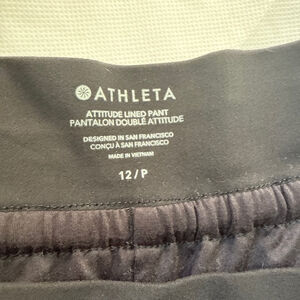 ATHLETA
ATTITUDE LINED PANT
PANTALON DOUBLÉ ATTITUDE
DESIGNED IN SAN FRANCISCO
CONÇU À SAN FRANCISCO
MADE IN VIETNAM
12/P